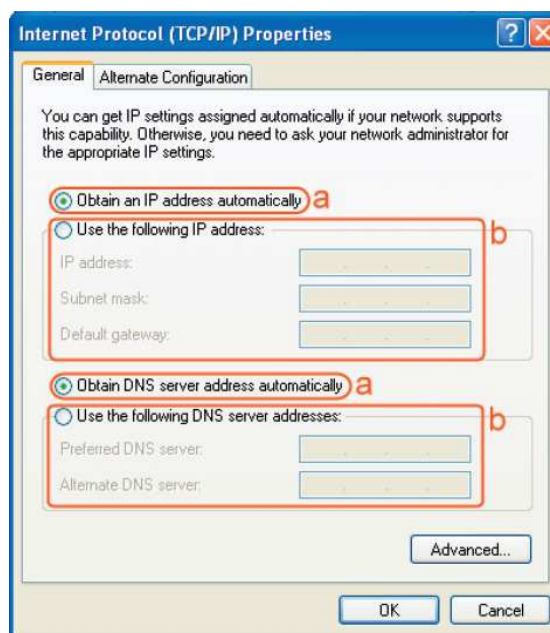 Internet Protocol (TCP/IP) Properties
General
Alternate Configuration
You can get IP settings assigned automatically if your network supports
this capability. Otherwise, you need to ask your network administrator for
the appropriate IP settings.
Obtain an IP address automatically a
Use the following IP address: b
IP address:
Subnet mask:
Default gateway:
Obtain DNS server address automatically a
Use the following DNS server addresses: b
Preferred DNS server:
Alternate DNS server:
Advanced...
OK
Cancel